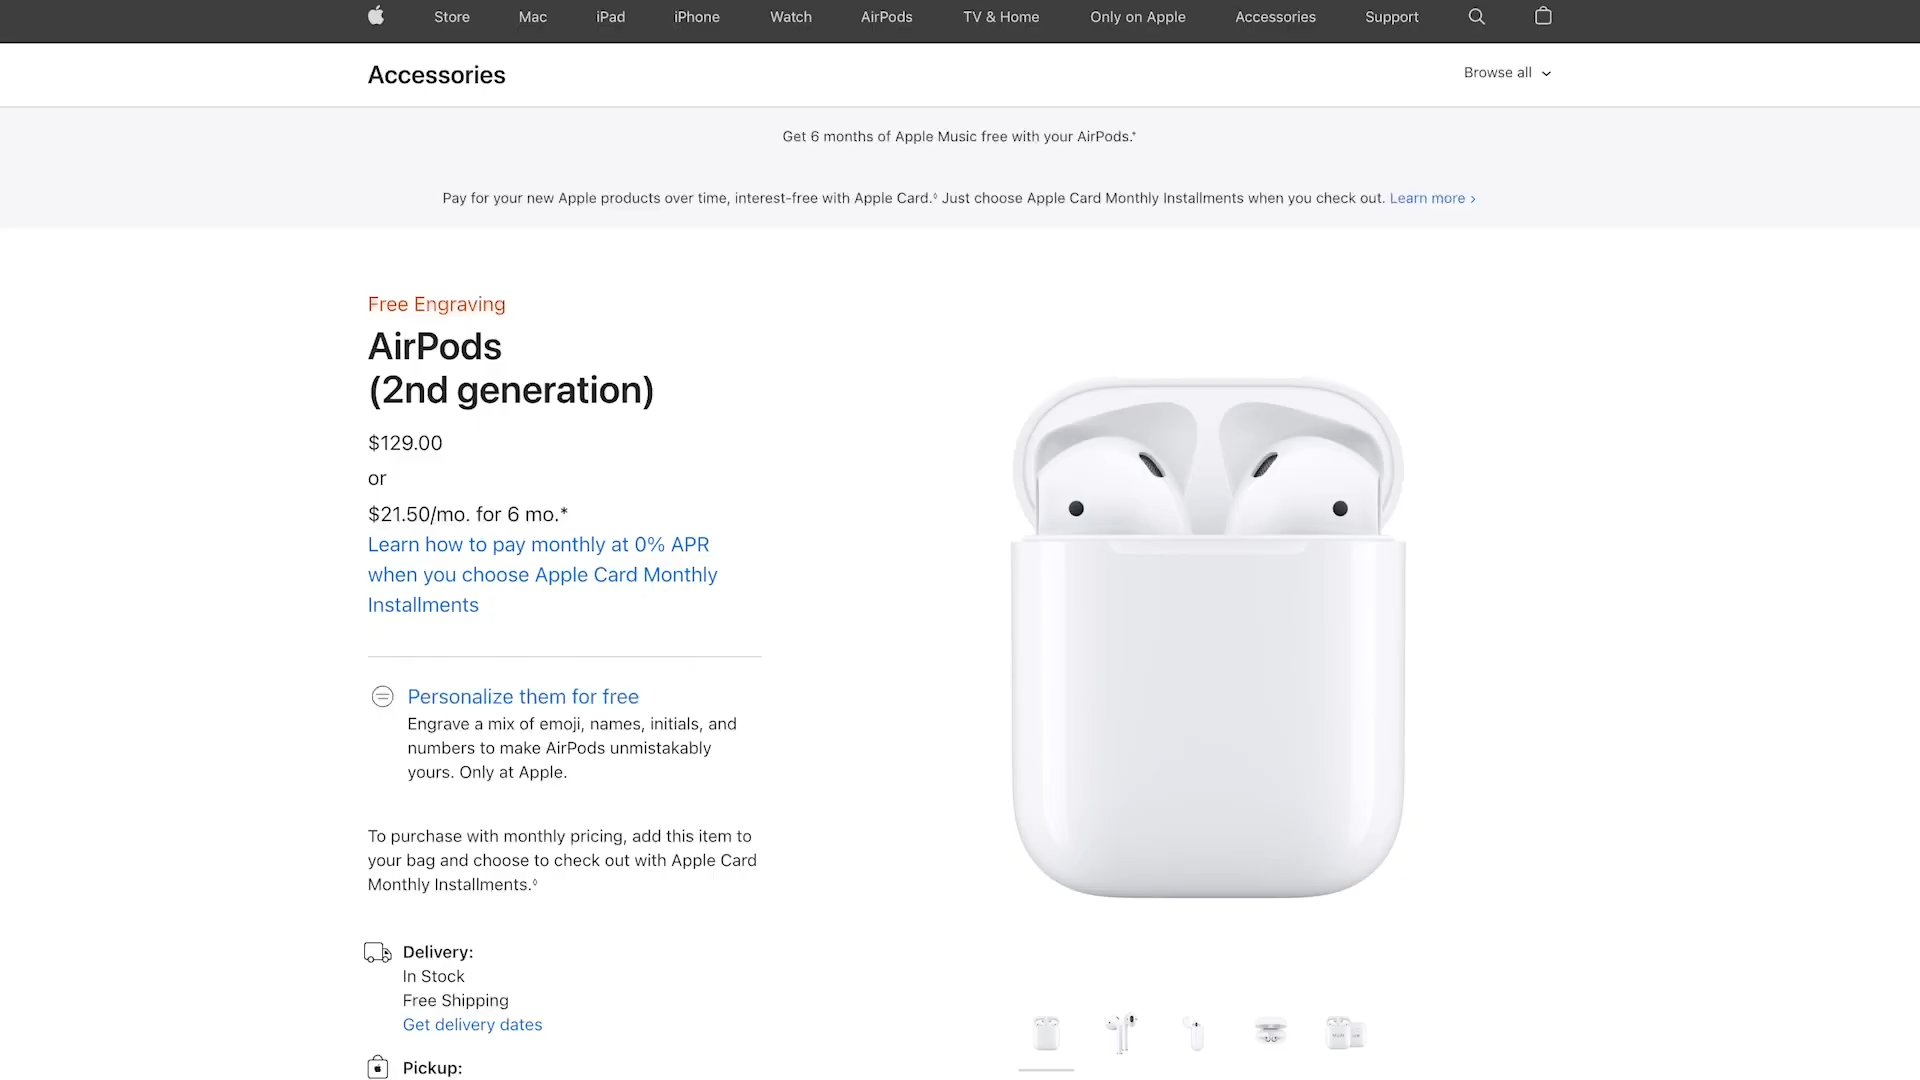 Store Mac iPad iPhone Watch AirPods TV & Home Only on Apple Accessories Support
Accessories
Browse all
Get 6 months of Apple Music free with your AirPods.*
Pay for your new Apple products over time, interest-free with Apple Card.◊ Just choose Apple Card Monthly Installments when you check out. Learn more >
Free Engraving
AirPods
(2nd generation)
$129.00
or
$21.50/mo. for 6 mo.*
Learn how to pay monthly at 0% APR
when you choose Apple Card Monthly
Installments
Personalize them for free
Engrave a mix of emoji, names, initials, and
numbers to make AirPods unmistakably
yours. Only at Apple.
To purchase with monthly pricing, add this item to
your bag and choose to check out with Apple Card
Monthly Installments.◊
Delivery:
In Stock
Free Shipping
Get delivery dates
Pickup: